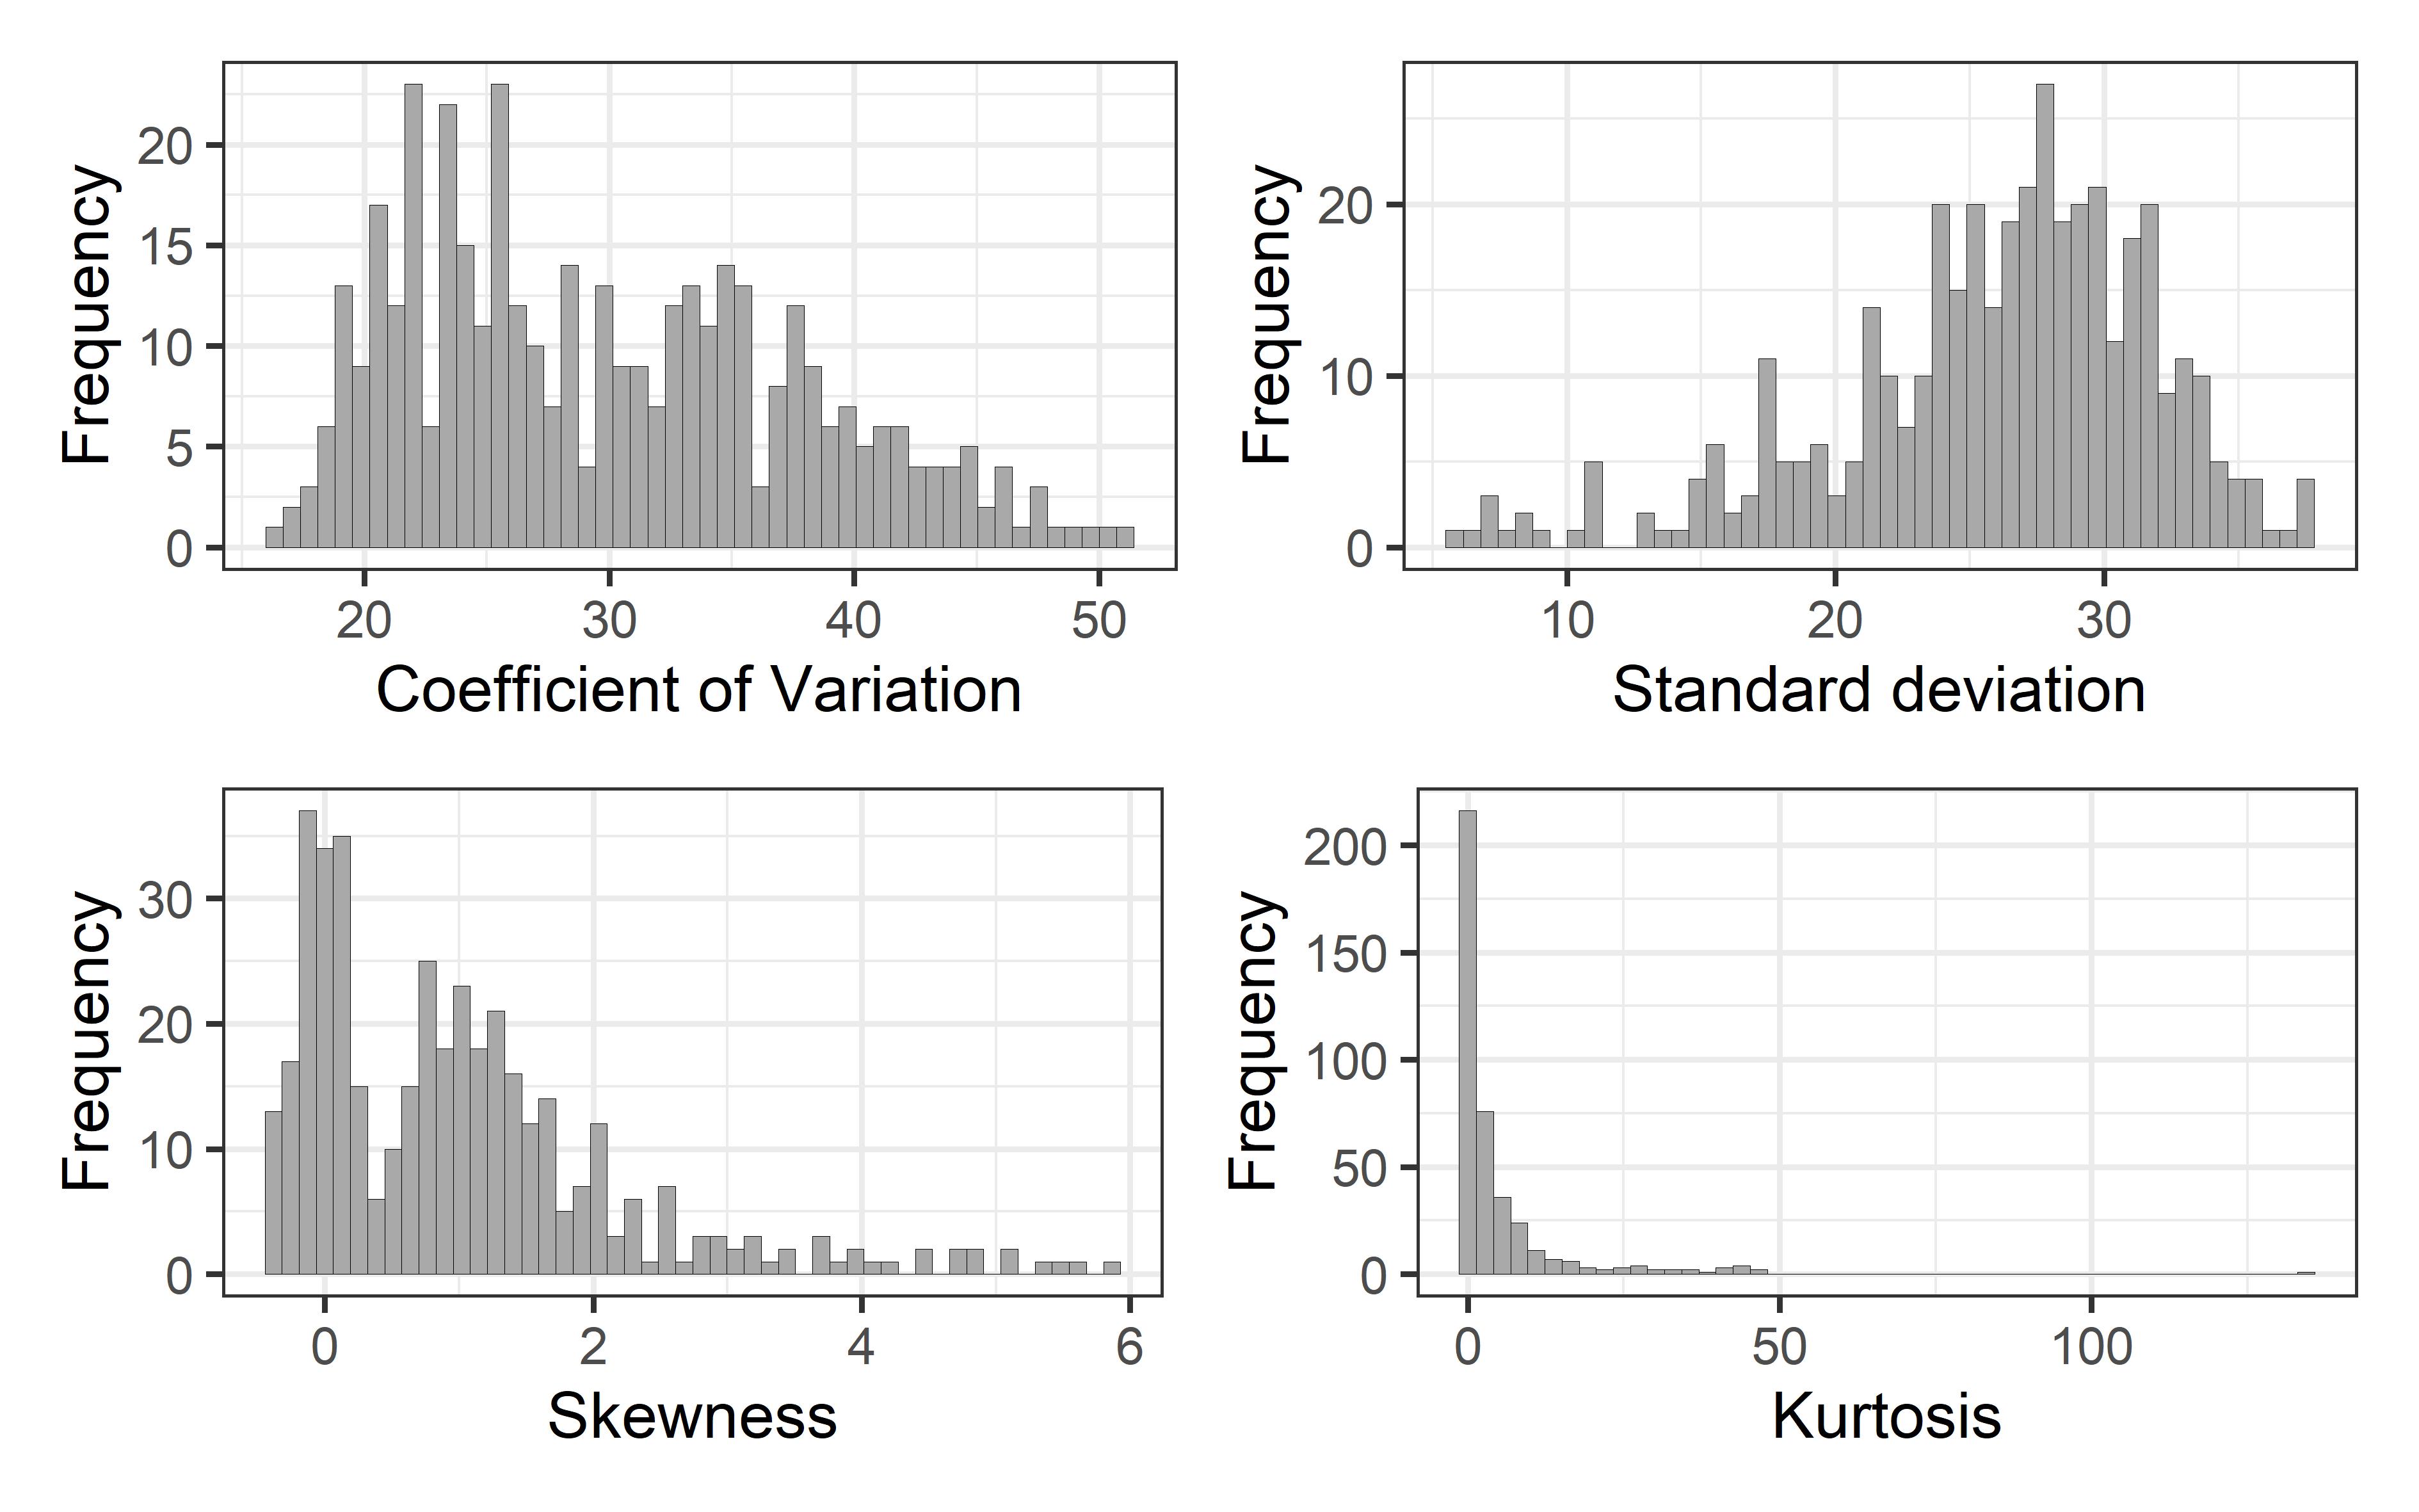 Frequency
20
15
10
5
0
20 30 40 50
Coefficient of Variation
Frequency
20
10
0
10 20 30
Standard deviation
Frequency
30
20
10
0
0 2 4 6
Skewness
Frequency
200
150
100
50
0
0 50 100
Kurtosis